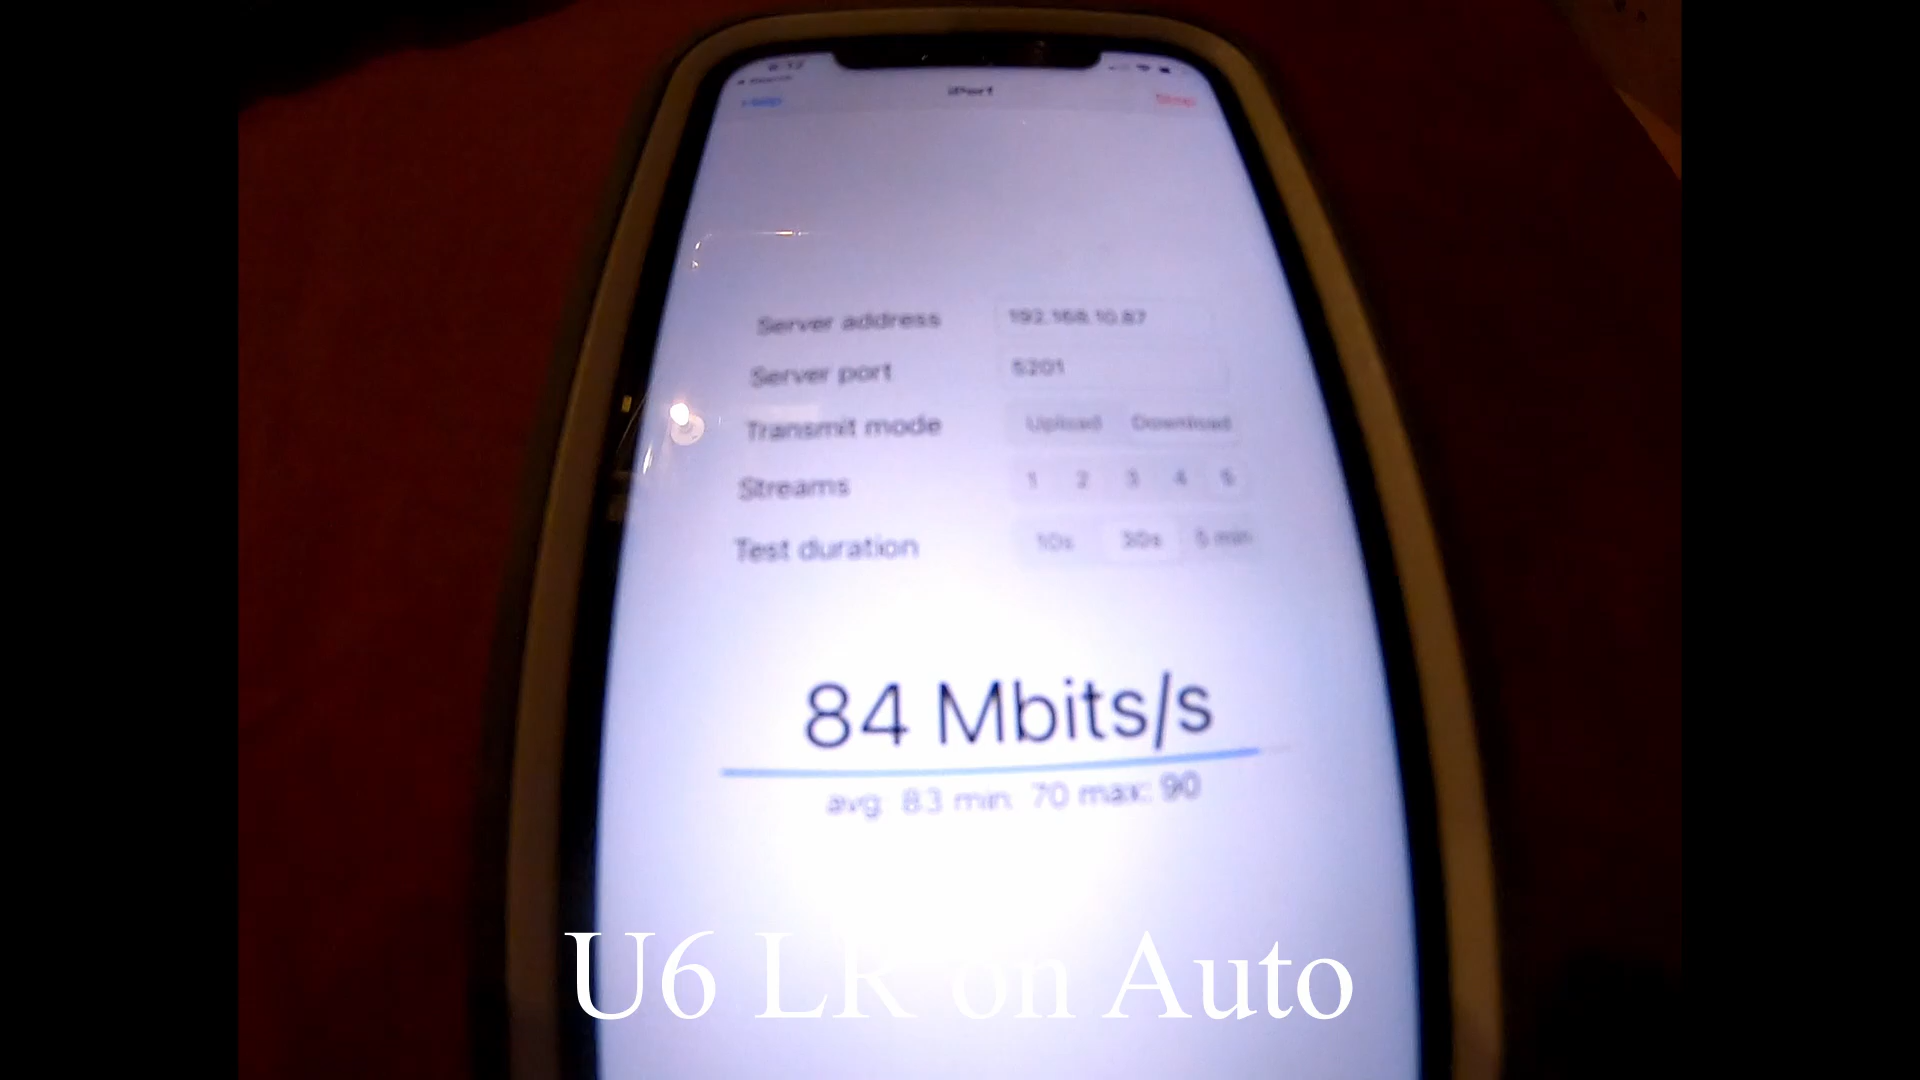 iPerf
Help
Stop
Server address 192.168.10.87
Server port 5201
Transmit mode Upload Download
Streams 1 2 3 4 5
Test duration 10s 30s 5 min
84 Mbits/s
avg: 83 min: 70 max: 90
U6 LR on Auto